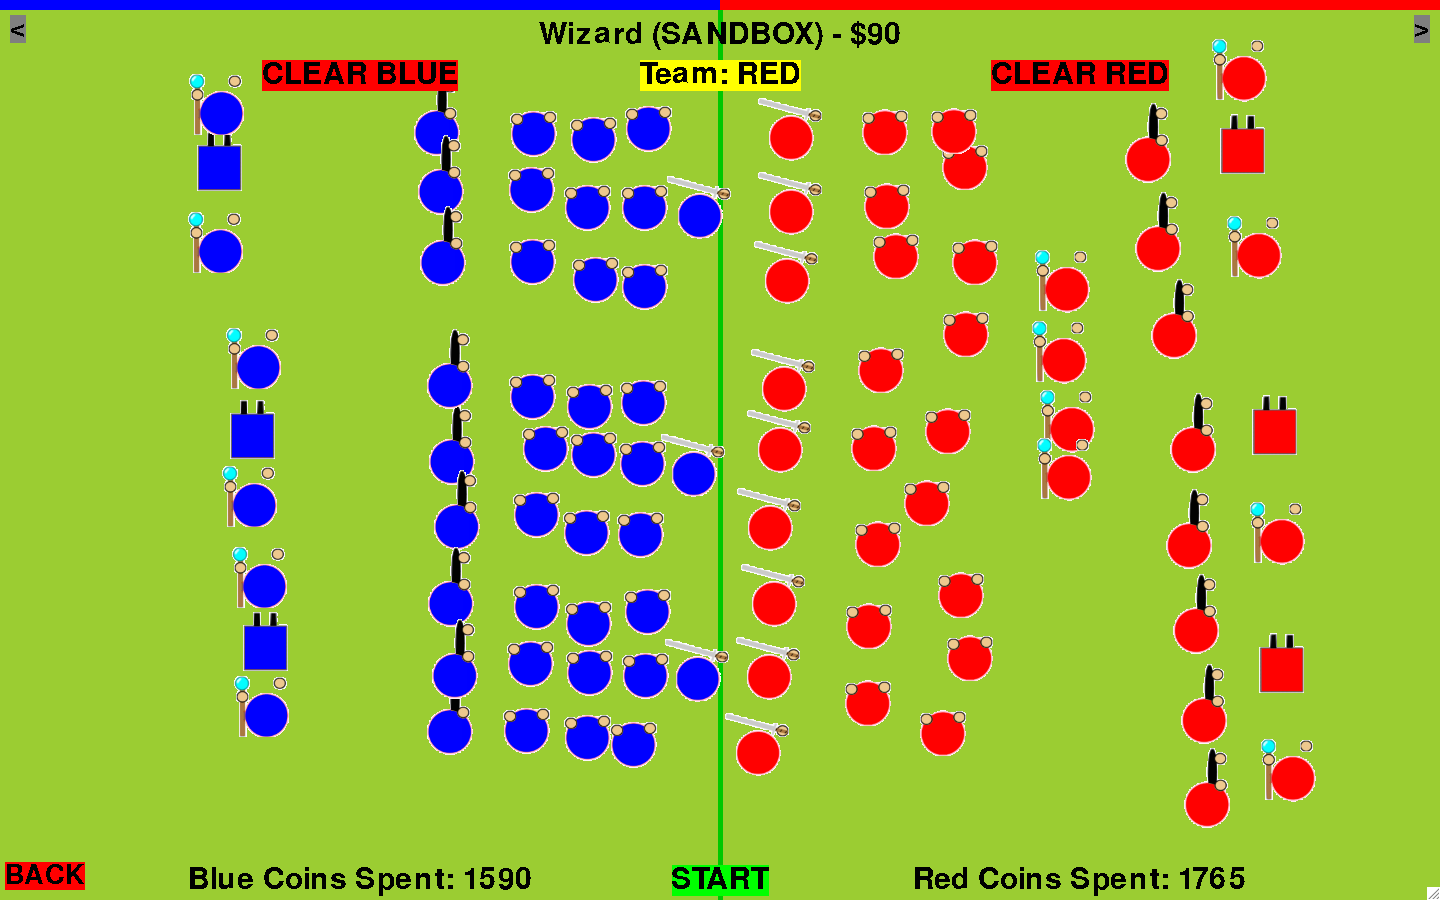 <
Wizard (SANDBOX) - $90
>
CLEAR BLUE
Team: RED
CLEAR RED
BACK
Blue Coins Spent: 1590
START
Red Coins Spent: 1765